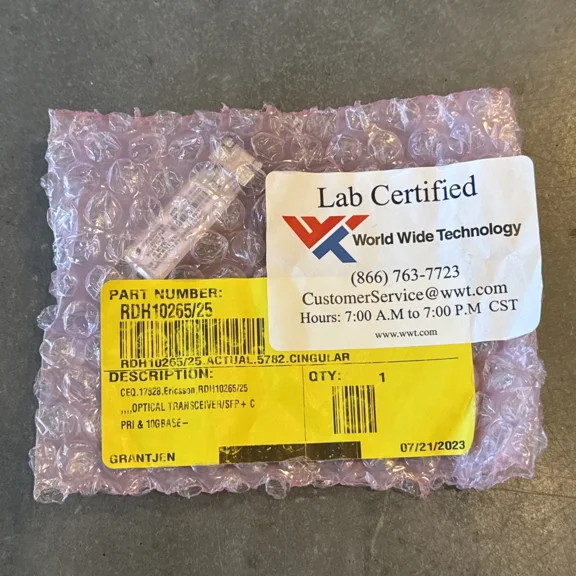 Lab Certified
World Wide Technology
(866) 763-7723
CustomerService@wwt.com
Hours: 7:00 A.M to 7:00 P.M CST
www.wwt.com
PART NUMBER:
RDH10265/25
RDH10265/25.ACTUAL.5782.CINGULAR
DESCRIPTION:
QTY: 1
CEQ.17928.Ericsson.RDH10265/25
,,,,OPTICAL TRANSCEIVER/SFP+ C
PRI & 10GBASE-
GRANTJEN
07/21/2023